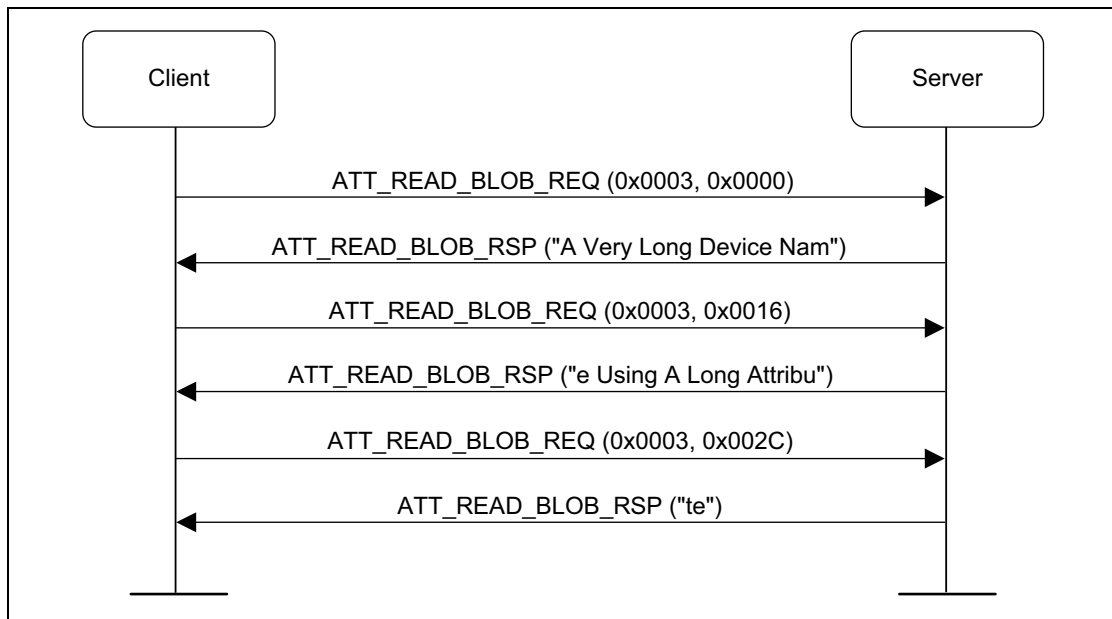 Client
Server
ATT_READ_BLOB_REQ (0x0003, 0x0000)
ATT_READ_BLOB_RSP ("A Very Long Device Nam")
ATT_READ_BLOB_REQ (0x0003, 0x0016)
ATT_READ_BLOB_RSP ("e Using A Long Attribu")
ATT_READ_BLOB_REQ (0x0003, 0x002C)
ATT_READ_BLOB_RSP ("te")